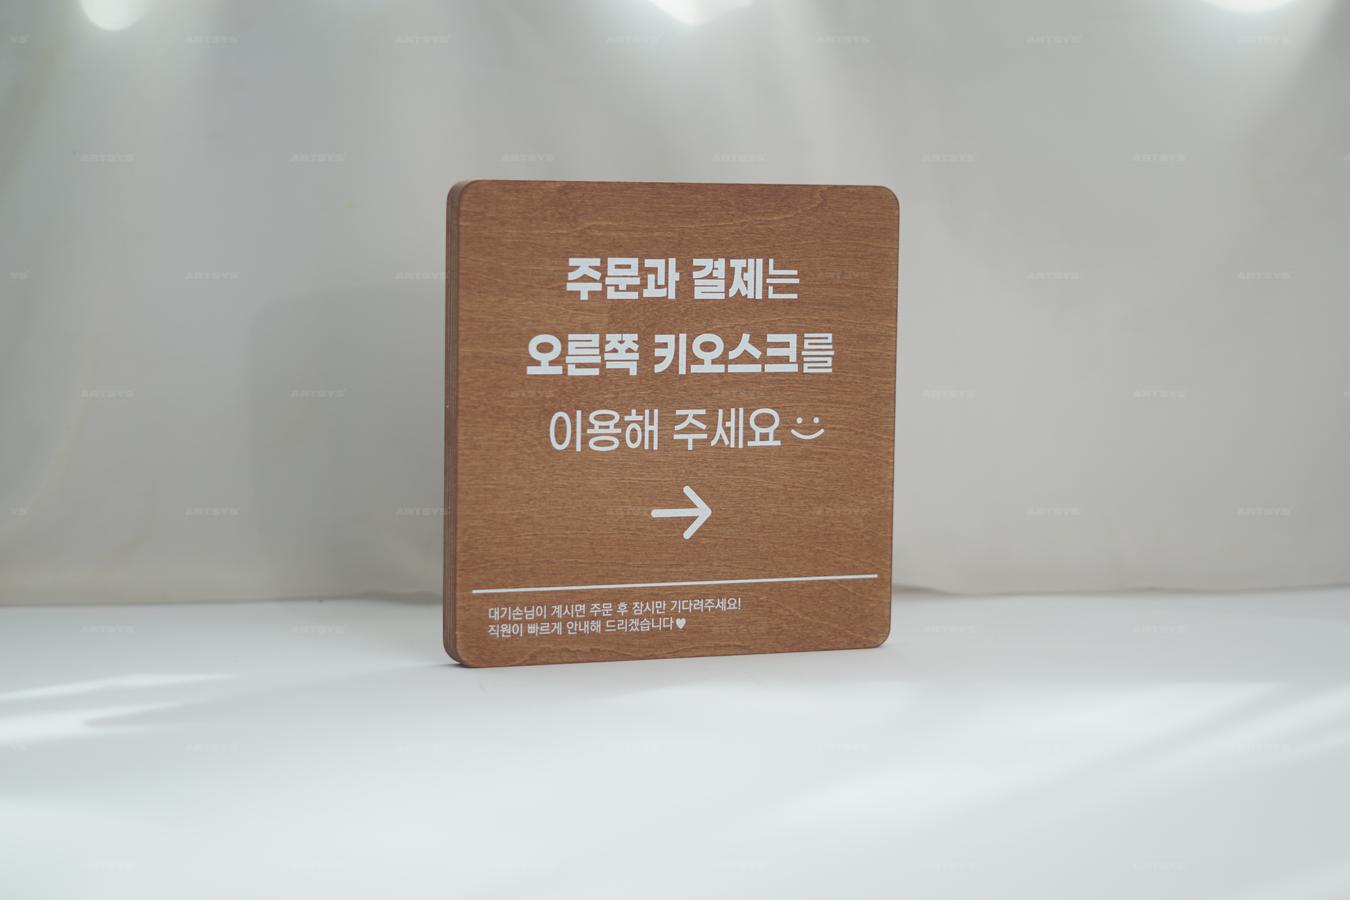 주문과 결제는
오른쪽 키오스크를
이용해 주세요
→
대기손님이 계시면 주문 후 잠시만 기다려주세요!
직원이 빠르게 안내해 드리겠습니다♥
ARTSYS